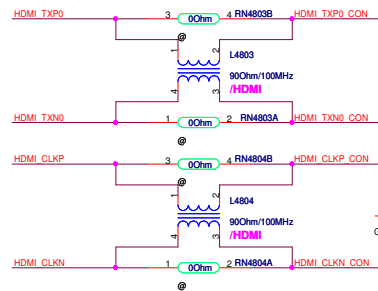 HDMI_TXP0 3 0Ohm 4 RN4803B HDMI_TXP0_CON
@
1 2 L4803
90Ohm/100MHz
4 3 /HDMI
HDMI_TXN0 1 0Ohm 2 RN4803A HDMI_TXN0_CON
@
HDMI_CLKP 3 0Ohm 4 RN4804B HDMI_CLKP_CON
@
1 2 L4804
90Ohm/100MHz
4 3 /HDMI
G
HDMI_CLKN 1 0Ohm 2 RN4804A HDMI_CLKN_CON
@